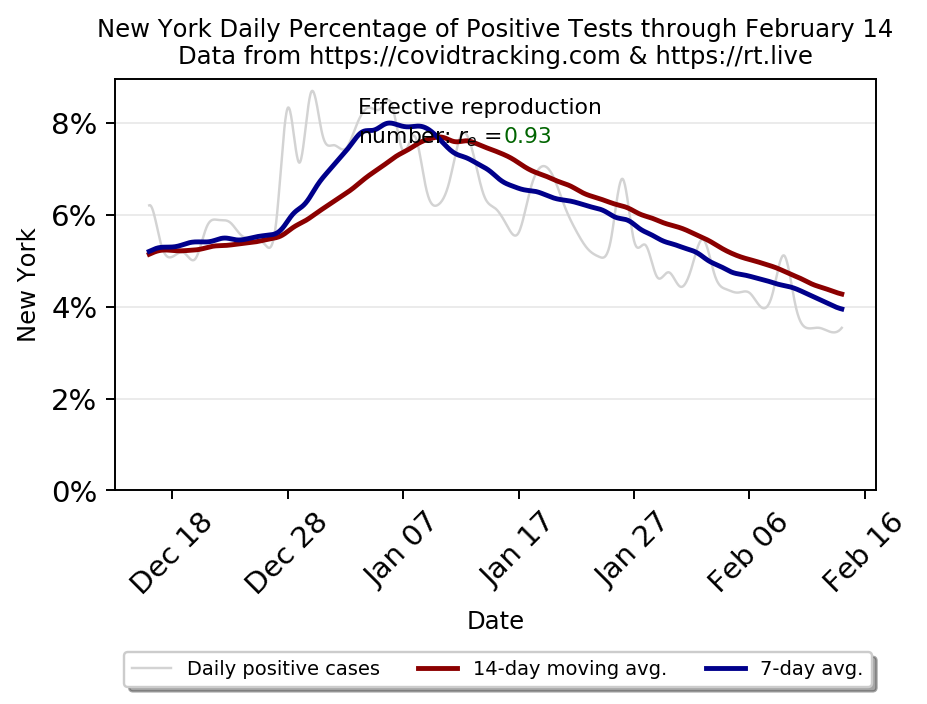 New York Daily Percentage of Positive Tests through February 14
Data from https://covidtracking.com & https://rt.live
Effective reproduction
number: rₑ =0.93
8%
6%
4%
2%
0%
New York
Dec 18
Dec 28
Jan 07
Jan 17
Jan 27
Feb 06
Feb 16
Date
Daily positive cases
14-day moving avg.
7-day avg.